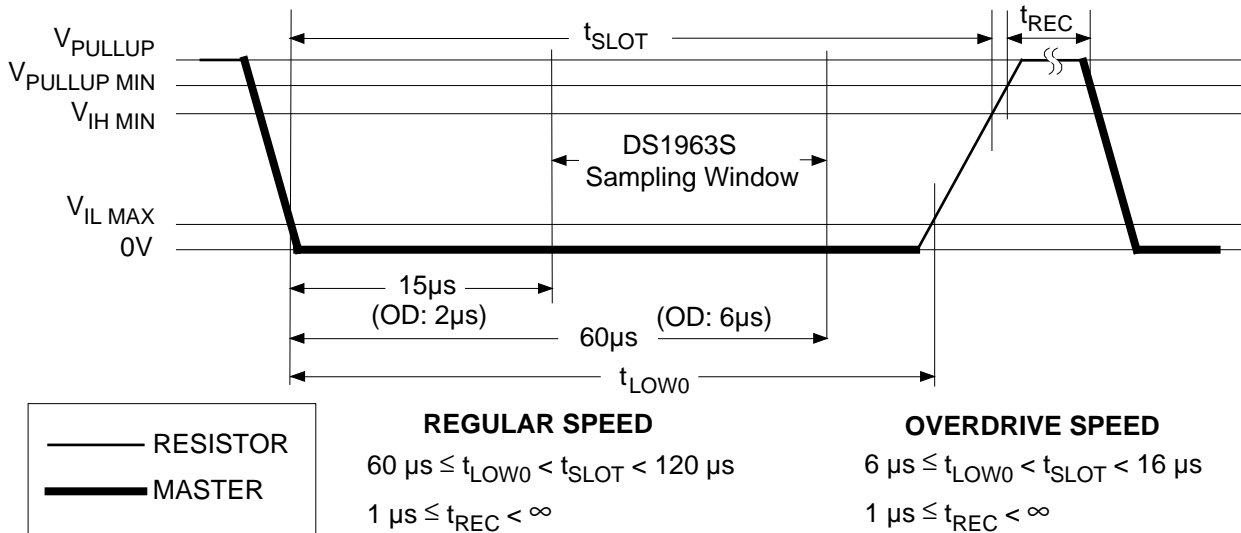 t_SLOT
t_REC
V_PULLUP
V_PULLUP MIN
V_IH MIN
DS1963S
Sampling Window
V_IL MAX
0V
15µs
(OD: 2µs)
(OD: 6µs)
60µs
t_LOW0
RESISTOR
MASTER
REGULAR SPEED
60 µs ≤ t_LOW0 < t_SLOT < 120 µs
1 µs ≤ t_REC < ∞
OVERDRIVE SPEED
6 µs ≤ t_LOW0 < t_SLOT < 16 µs
1 µs ≤ t_REC < ∞